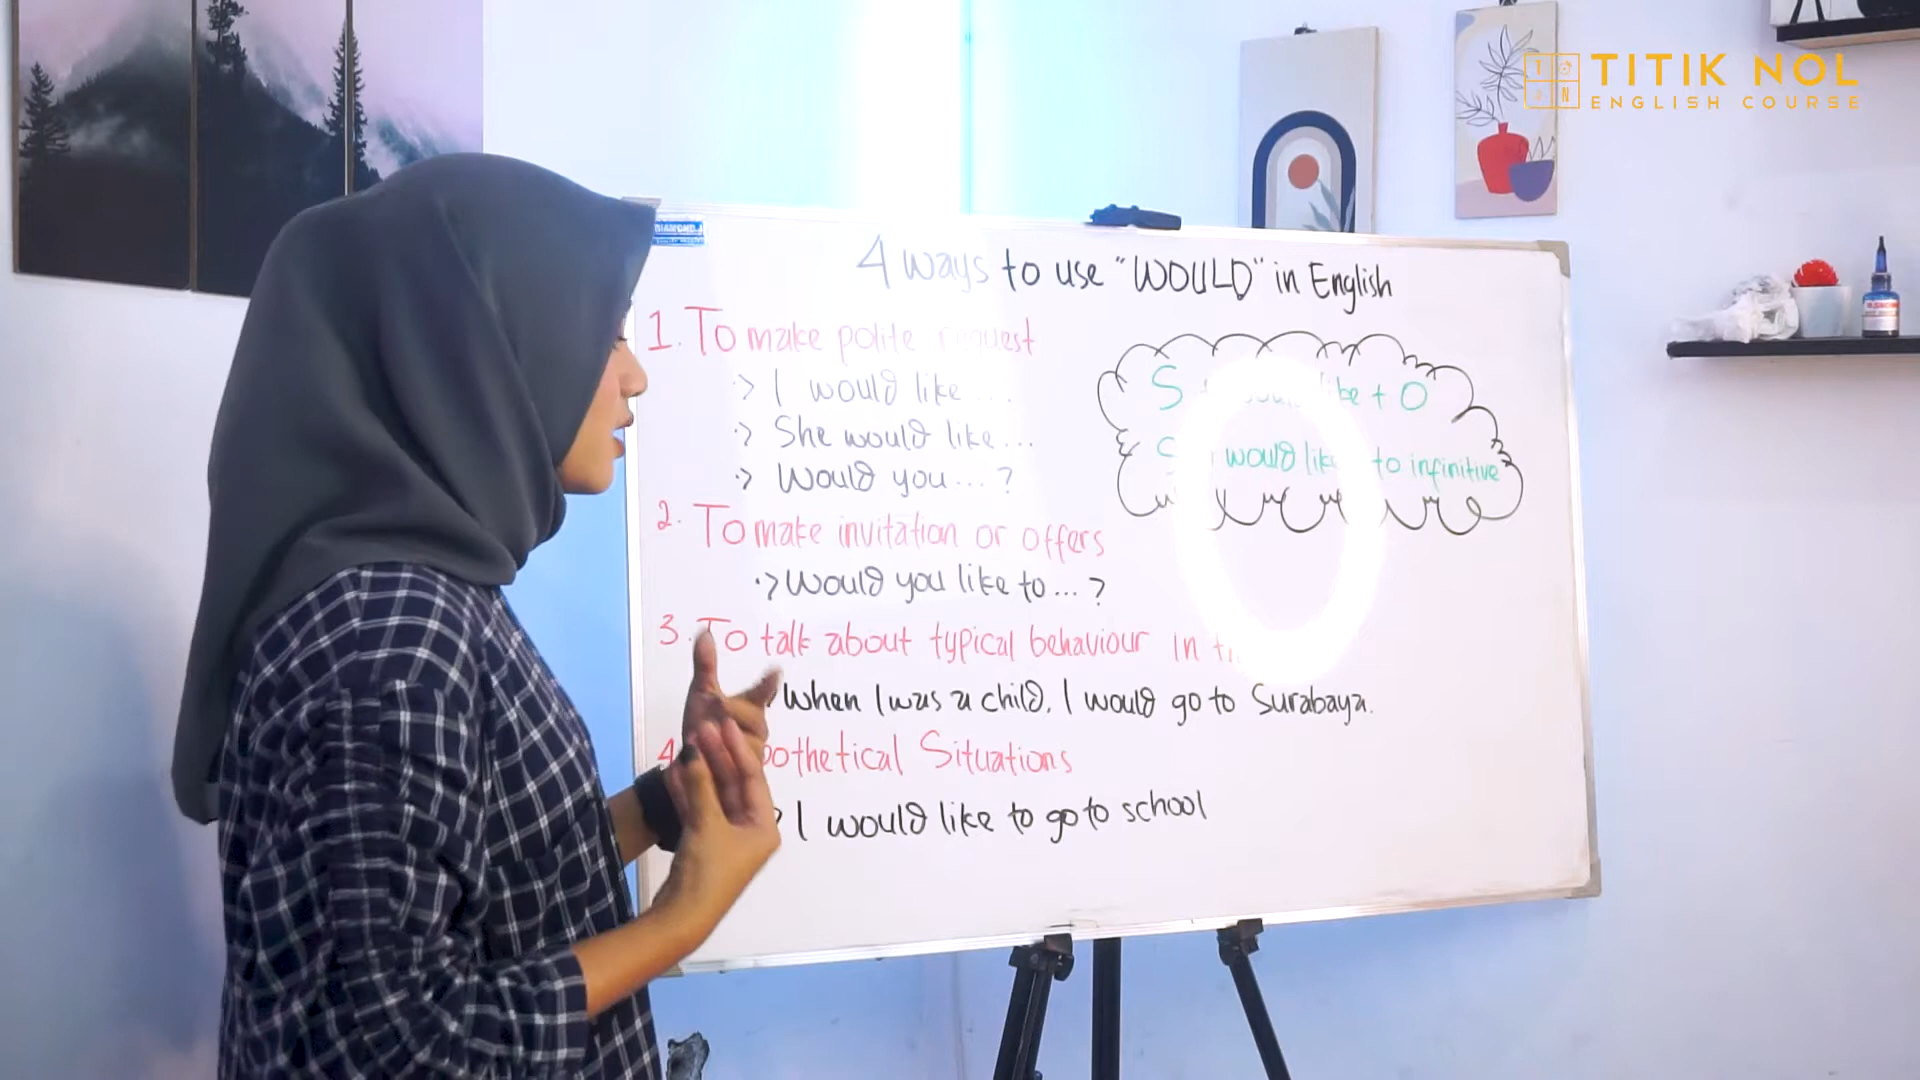 TITIK NOL
ENGLISH COURSE
4 ways to use "WOULD" in English
1. To make polite request
·> I would like ...
·> She would like ...
·> Would you ... ?
2. To make invitation or offers
·> Would you like to ... ?
3. To talk about typical behaviour in
When I was a child, I would go to Surabaya.
4. Situations
I would like to go to school
S + + O
would like to infinitive